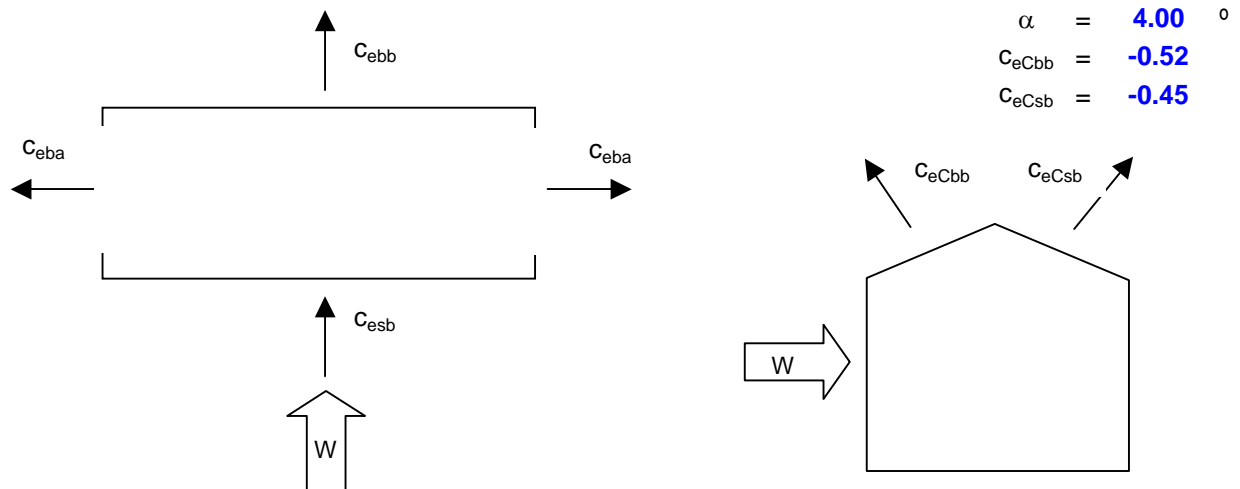 α = 4.00 º
c_eCbb = -0.52
c_eCsb = -0.45
c_ebb
c_eba
c_eba
c_eCbb
c_eCsb
c_esb
W
W